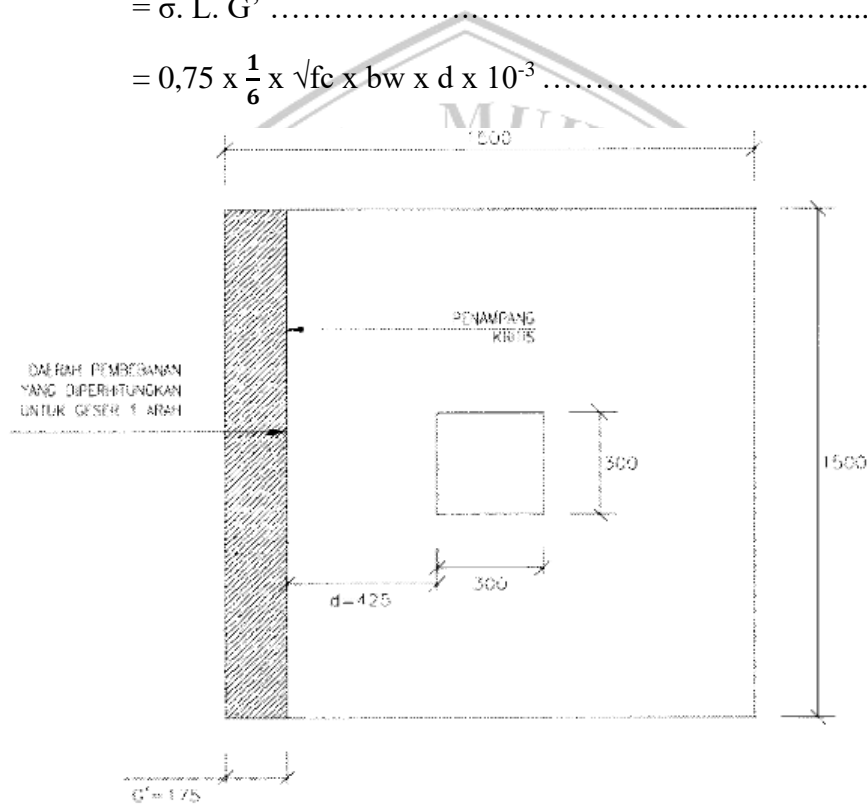 = σ. L. G’ ……………………………………………...…...…....
= 0,75 x 1/6 x √fc x bw x d x 10-3 …………...…....................
1500
PENAMPANG
KRITIS
DAERAH PEMBEBANAN
YANG DIPERHITUNGKAN
UNTUK GESER 1 ARAH
300
1500
300
d=425
G'=175